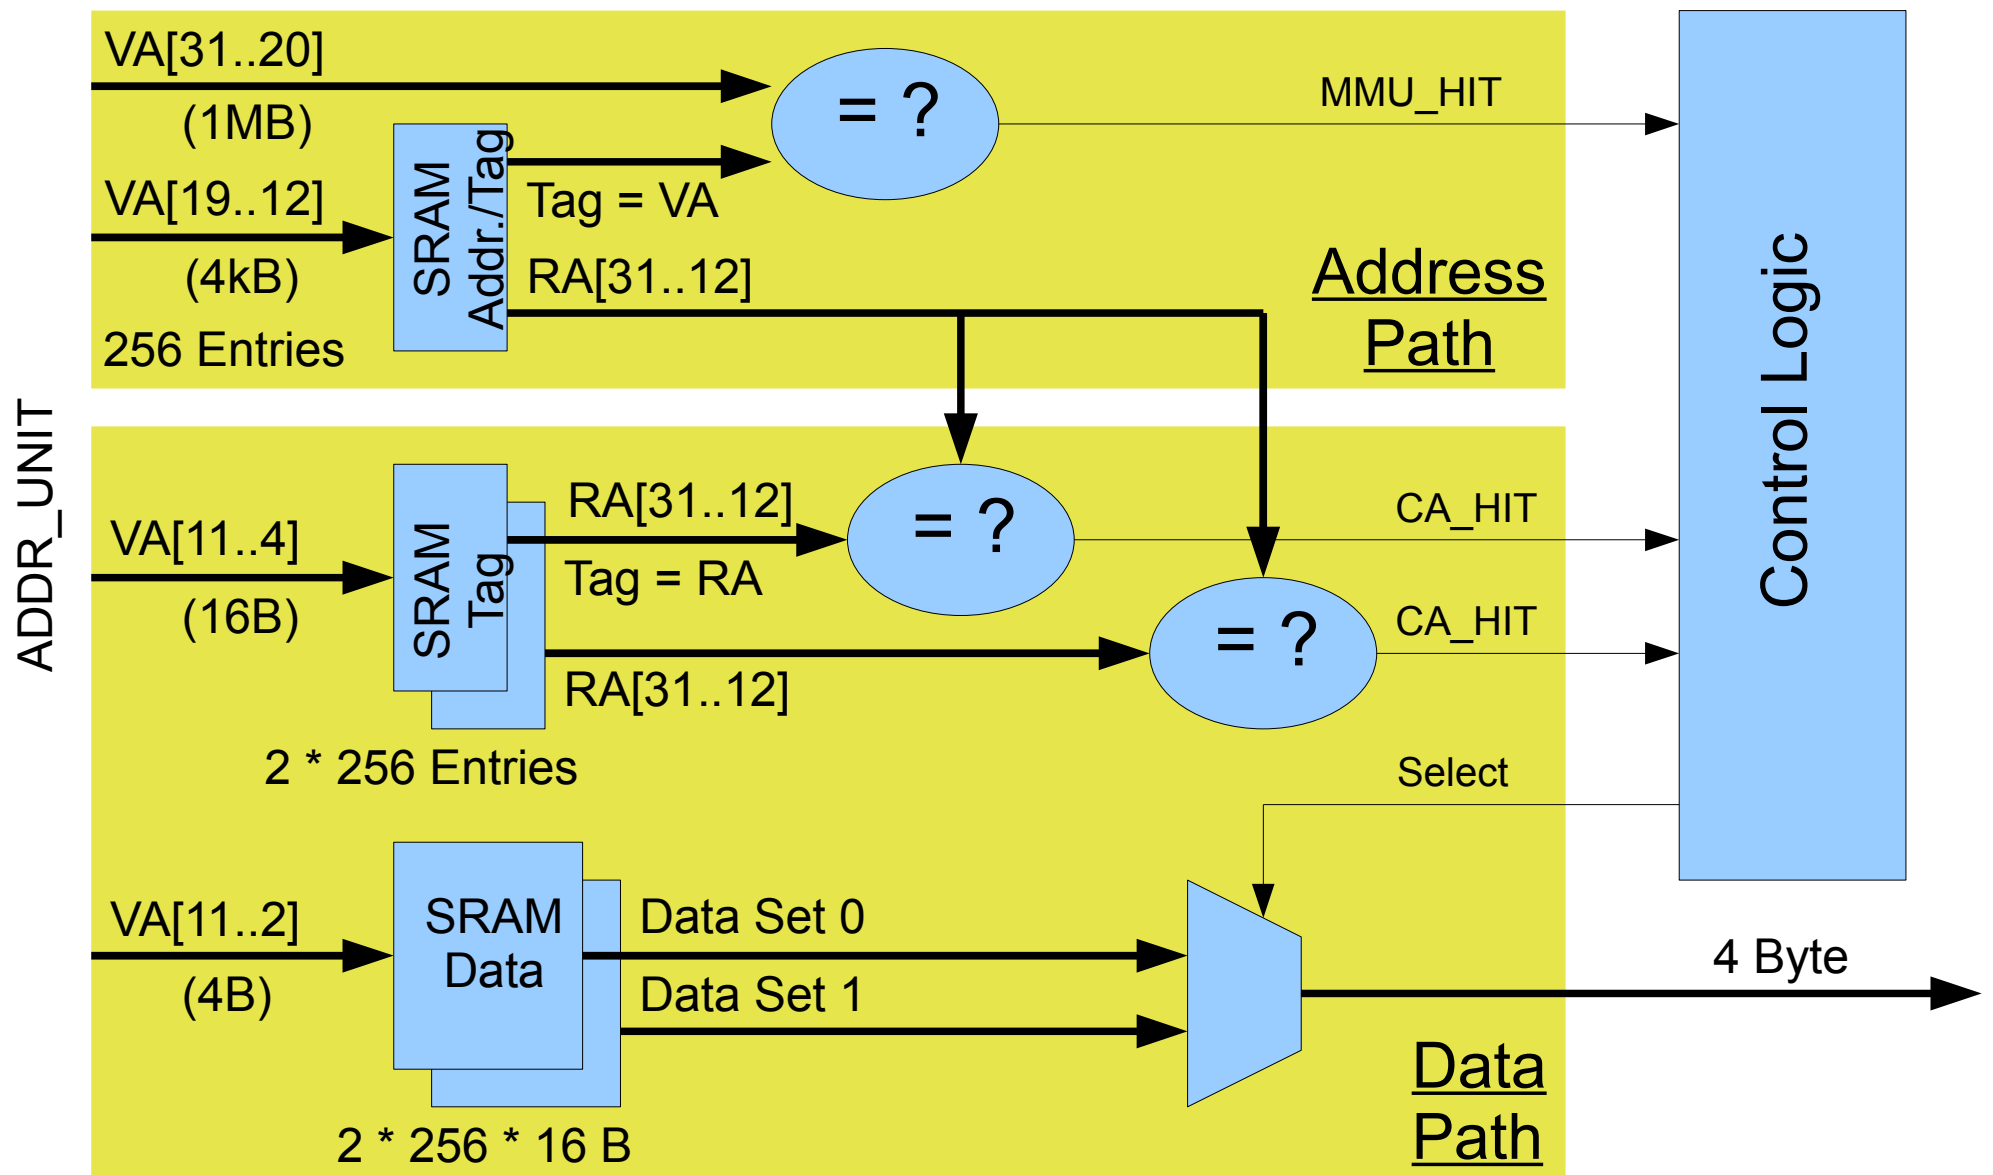 VA[31..20]
(1MB)
= ?
MMU_HIT
VA[19..12]
(4kB)
256 Entries
SRAM
Addr./Tag
Tag = VA
RA[31..12]
Address
Path
Control Logic
ADDR_UNIT
VA[11..4]
(16B)
SRAM
Tag
RA[31..12]
Tag = RA
= ?
CA_HIT
RA[31..12]
= ?
CA_HIT
2 * 256 Entries
Select
VA[11..2]
(4B)
SRAM
Data
Data Set 0
Data Set 1
4 Byte
2 * 256 * 16 B
Data
Path